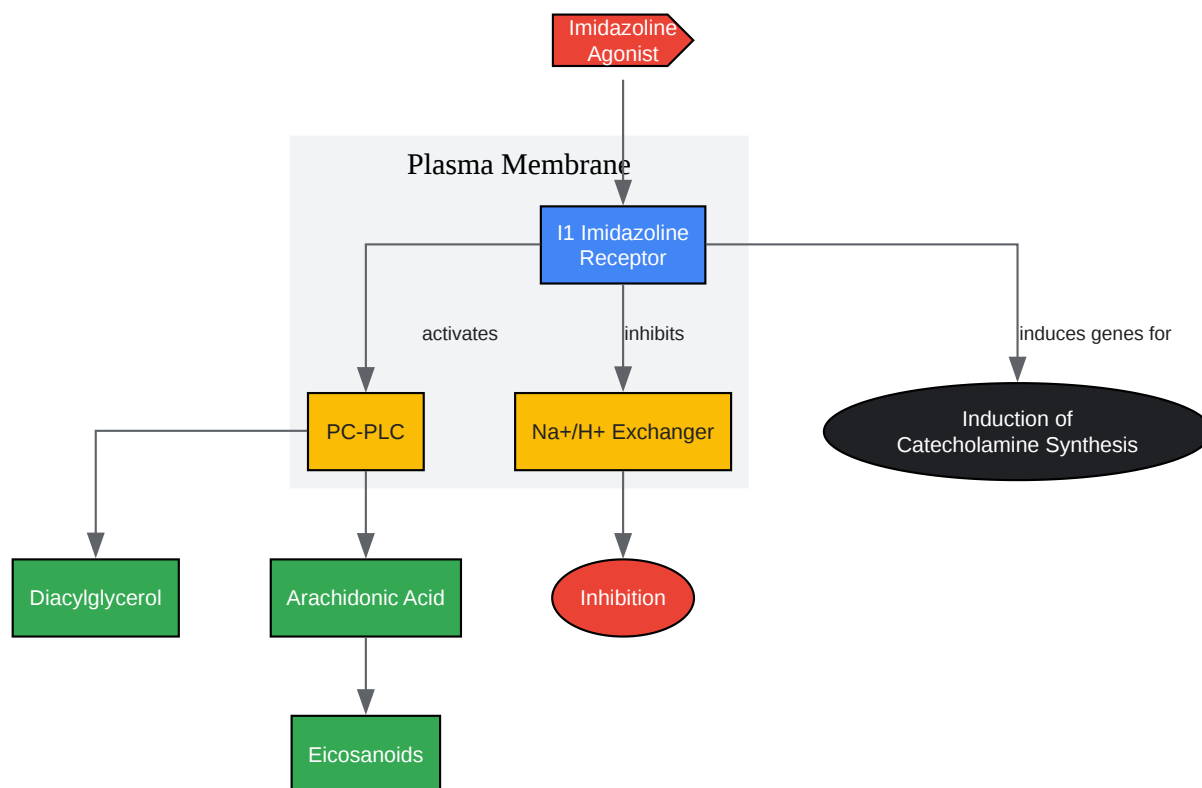 Imidazoline
Agonist
Plasma Membrane
I1 Imidazoline
Receptor
activates
inhibits
induces genes for
PC-PLC
Na+/H+ Exchanger
Induction of
Catecholamine Synthesis
Diacylglycerol
Arachidonic Acid
Inhibition
Eicosanoids